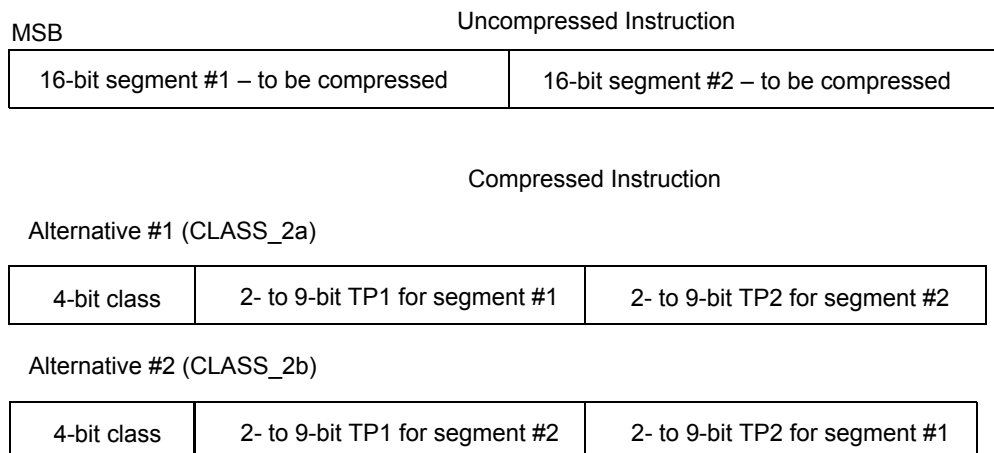 Uncompressed Instruction
MSB
16-bit segment #1 – to be compressed 16-bit segment #2 – to be compressed
Compressed Instruction
Alternative #1 (CLASS_2a)
4-bit class 2- to 9-bit TP1 for segment #1 2- to 9-bit TP2 for segment #2
Alternative #2 (CLASS_2b)
4-bit class 2- to 9-bit TP1 for segment #2 2- to 9-bit TP2 for segment #1